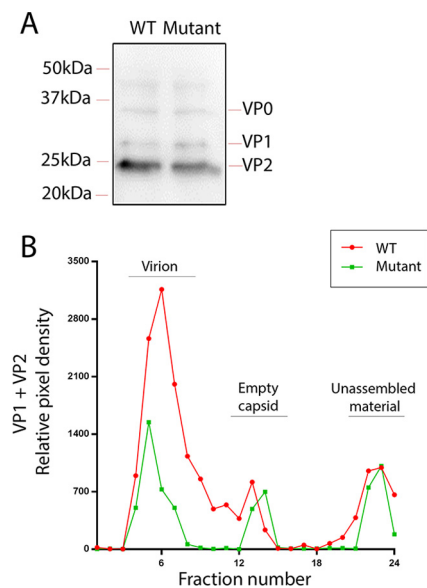 A
WT Mutant
50kDa
37kDa
VP0
VP1
25kDa
VP2
20kDa
B
WT
Mutant
Virion
Empty
capsid
Unassembled
material
VP1 + VP2
Relative pixel density
3500
2800
2100
1400
700
0
6
12
18
24
Fraction number